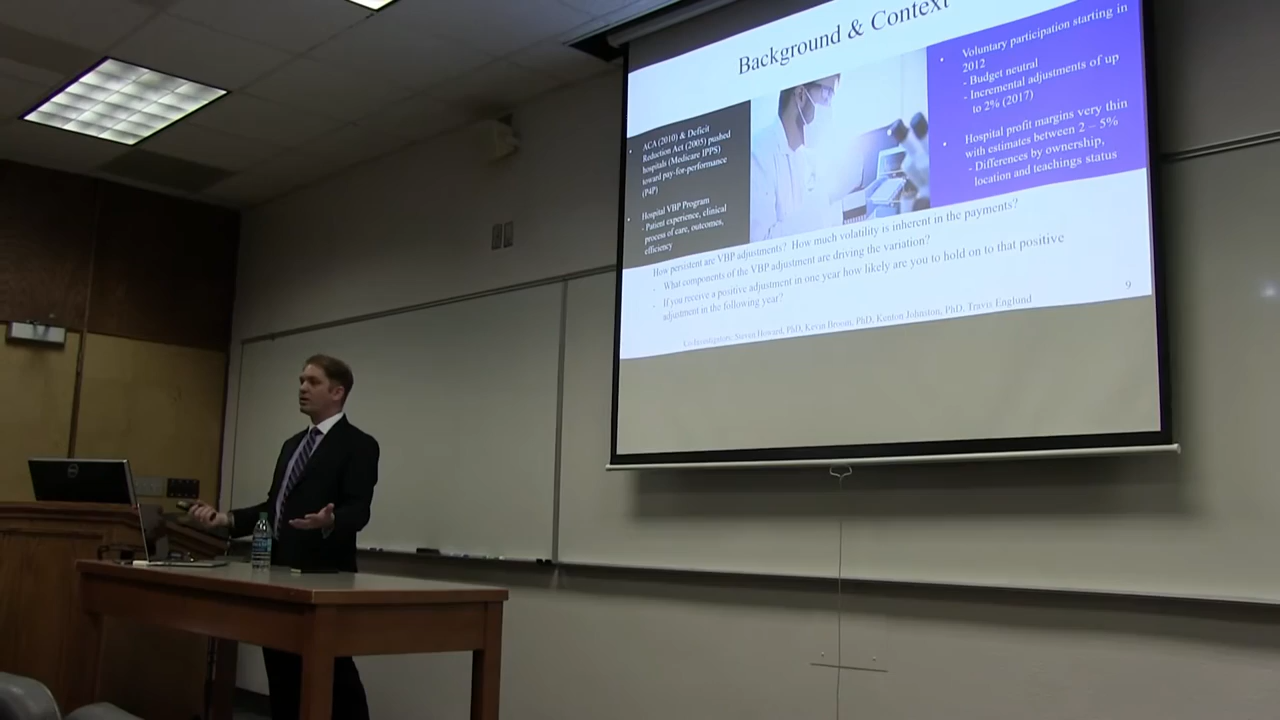 Background & Context
• ACA (2010) & Deficit
Reduction Act (2005) pushed
hospitals (Medicare IPPS)
toward pay-for-performance
(P4P)
• Hospital VBP Program
- Patient experience, clinical
process of care, outcomes,
efficiency
• Voluntary participation starting in
2012
- Budget neutral
- Incremental adjustments of up
to 2% (2017)
• Hospital profit margins very thin
with estimates between 2 – 5%
- Differences by ownership,
location and teachings status
How persistent are VBP adjustments? How much volatility is inherent in the payments?
- What components of the VBP adjustment are driving the variation?
- If you receive a positive adjustment in one year how likely are you to hold on to that positive
adjustment in the following year?
Co-Investigators: Steven Howard, PhD, Kevin Broom, PhD, Kenton Johnston, PhD, Travis Englund
9
DELL